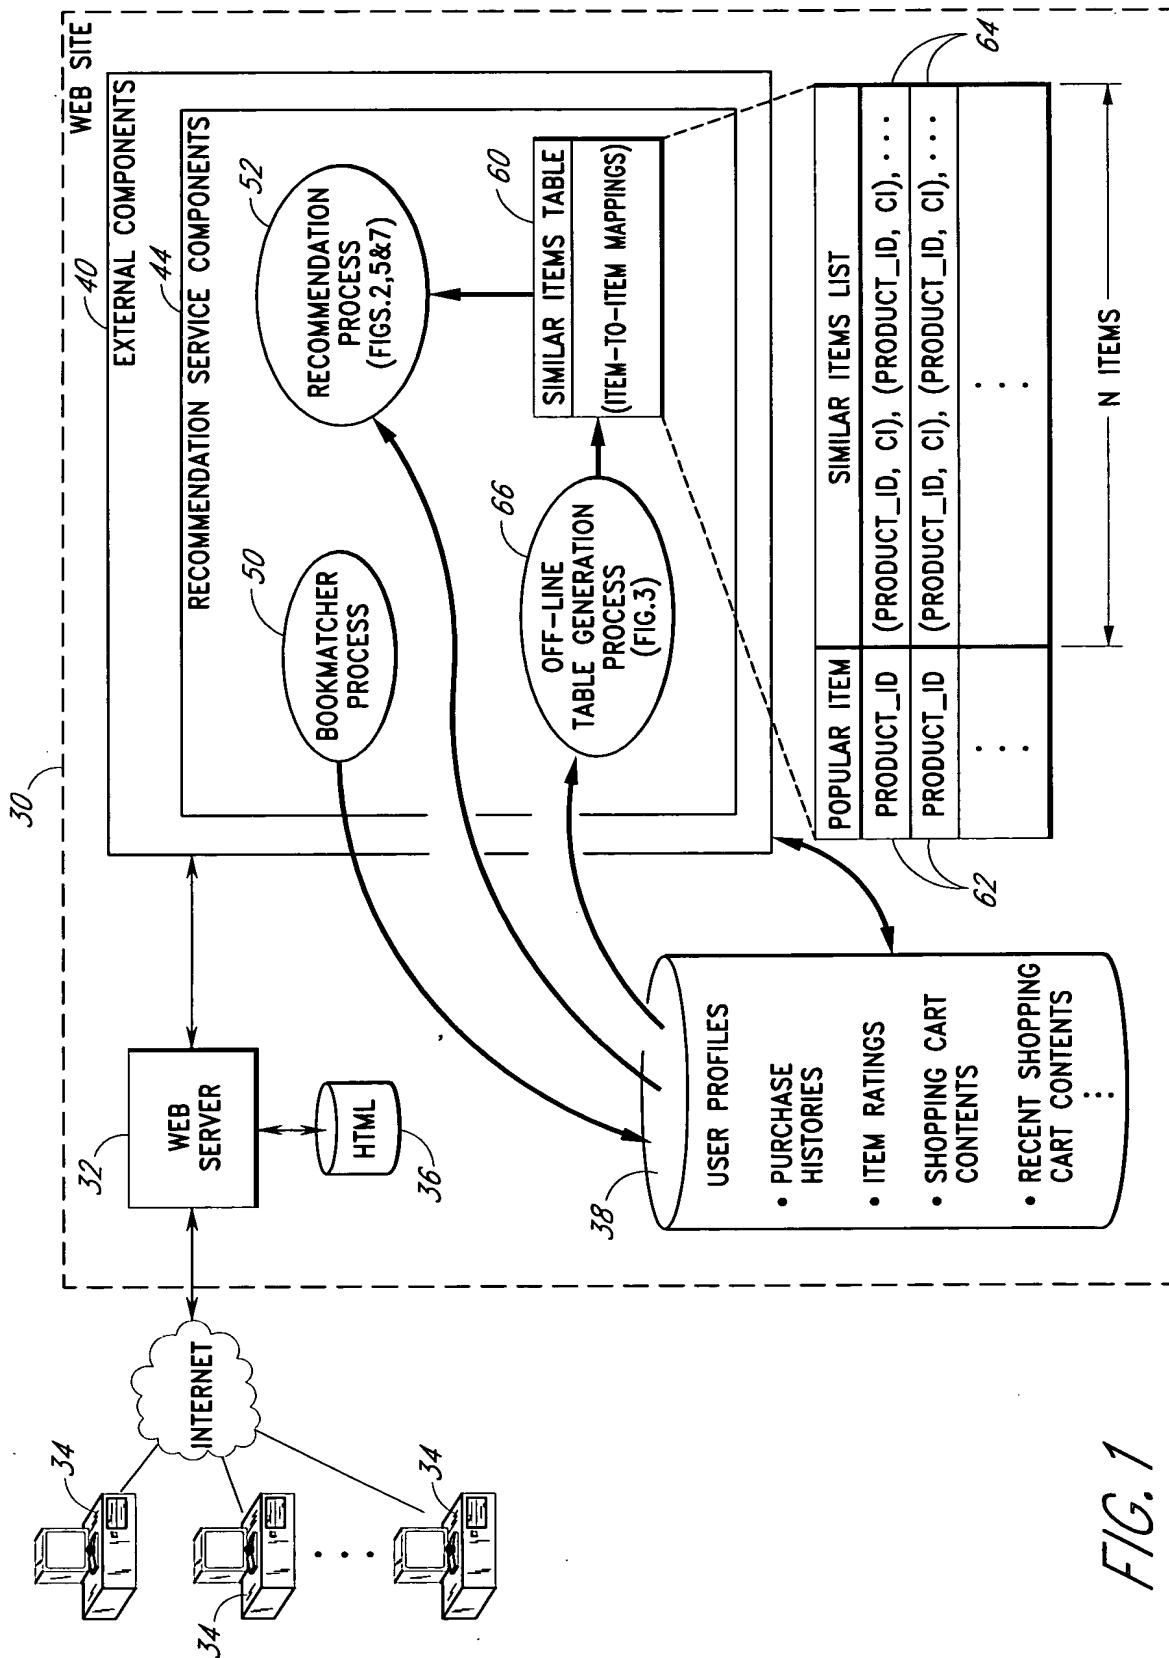 30
WEB SITE
40
EXTERNAL COMPONENTS
44
RECOMMENDATION SERVICE COMPONENTS
50
BOOKMATCHER
PROCESS
52
RECOMMENDATION
PROCESS
(FIGS.2,5&7)
66
OFF-LINE
TABLE GENERATION
PROCESS
(FIG.3)
60
SIMILAR ITEMS TABLE
(ITEM-TO-ITEM MAPPINGS)
34
34
34
INTERNET
32
WEB
SERVER
HTML
36
38
USER PROFILES
• PURCHASE
HISTORIES
• ITEM RATINGS
• SHOPPING CART
CONTENTS
• RECENT SHOPPING
CART CONTENTS
POPULAR ITEM SIMILAR ITEMS LIST
PRODUCT_ID (PRODUCT_ID, CI), (PRODUCT_ID, CI), . . .
PRODUCT_ID (PRODUCT_ID, CI), (PRODUCT_ID, CI), . . .
. . . . . .
62
64
N ITEMS
FIG. 1